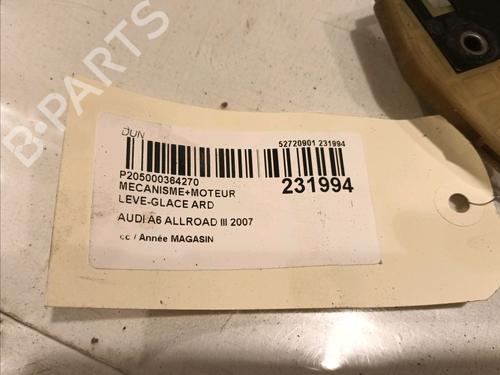 B-PARTS
DUN
52720901 231994
P205000364270
MECANISME+MOTEUR
231994
LEVE-GLACE ARD
AUDI A6 ALLROAD III 2007
cc / Année MAGASIN